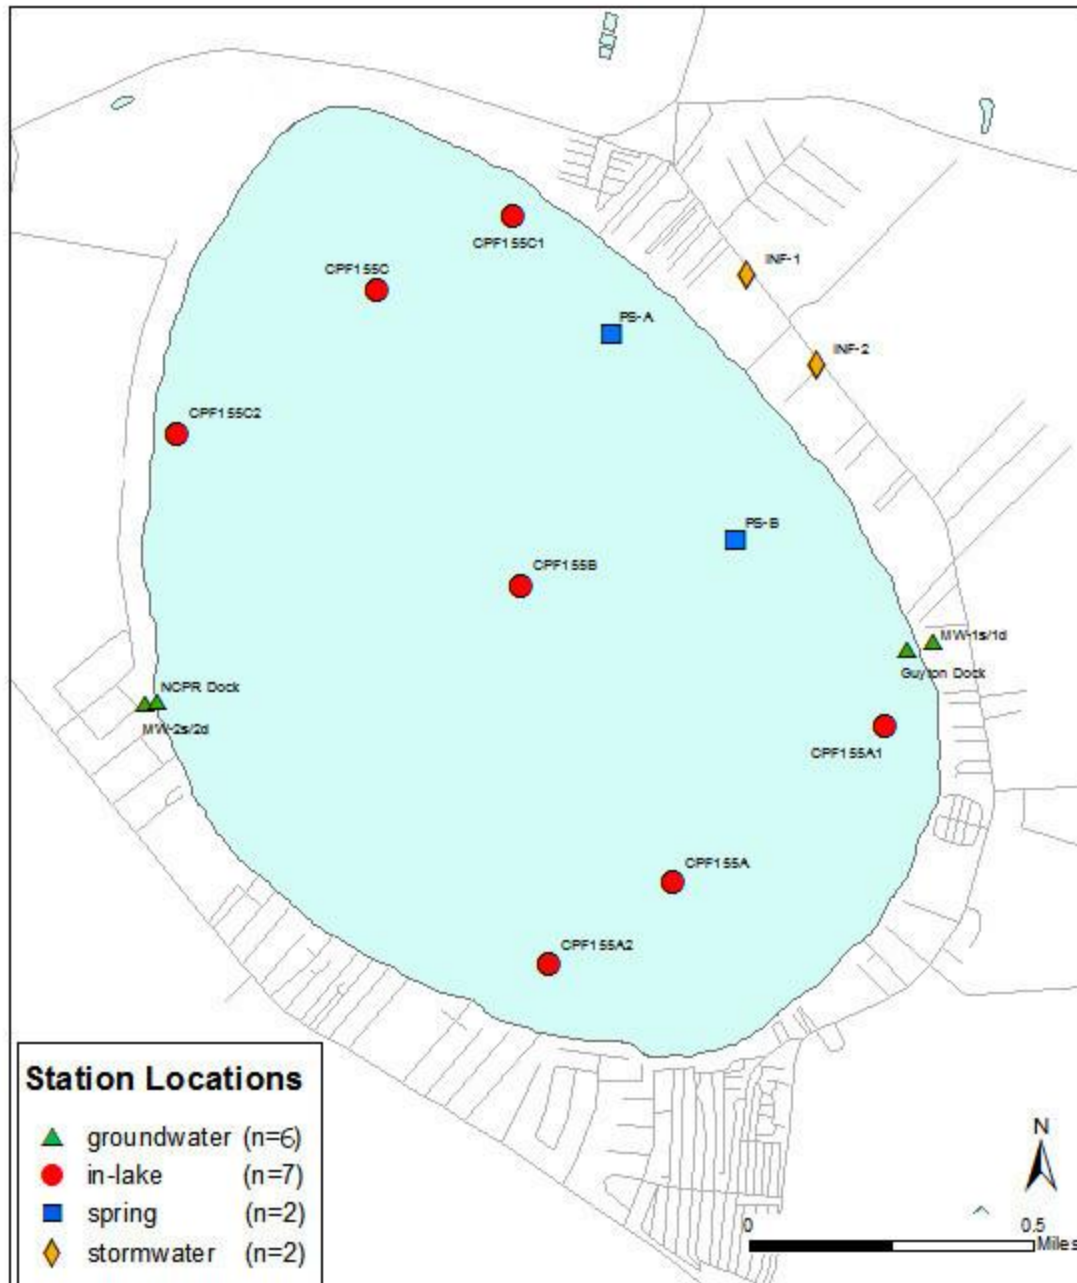 CPF155C1
CPF155C
INF-1
PS-A
INF-2
CPF155C2
PS-B
CPF155B
MW-1s/1d
Guyton Dock
NCPR Dock
MW-2s/2d
CPF155A1
CPF155A
CPF155A2
Station Locations
groundwater (n=6)
in-lake (n=7)
spring (n=2)
stormwater (n=2)
N
0 0.5
Miles